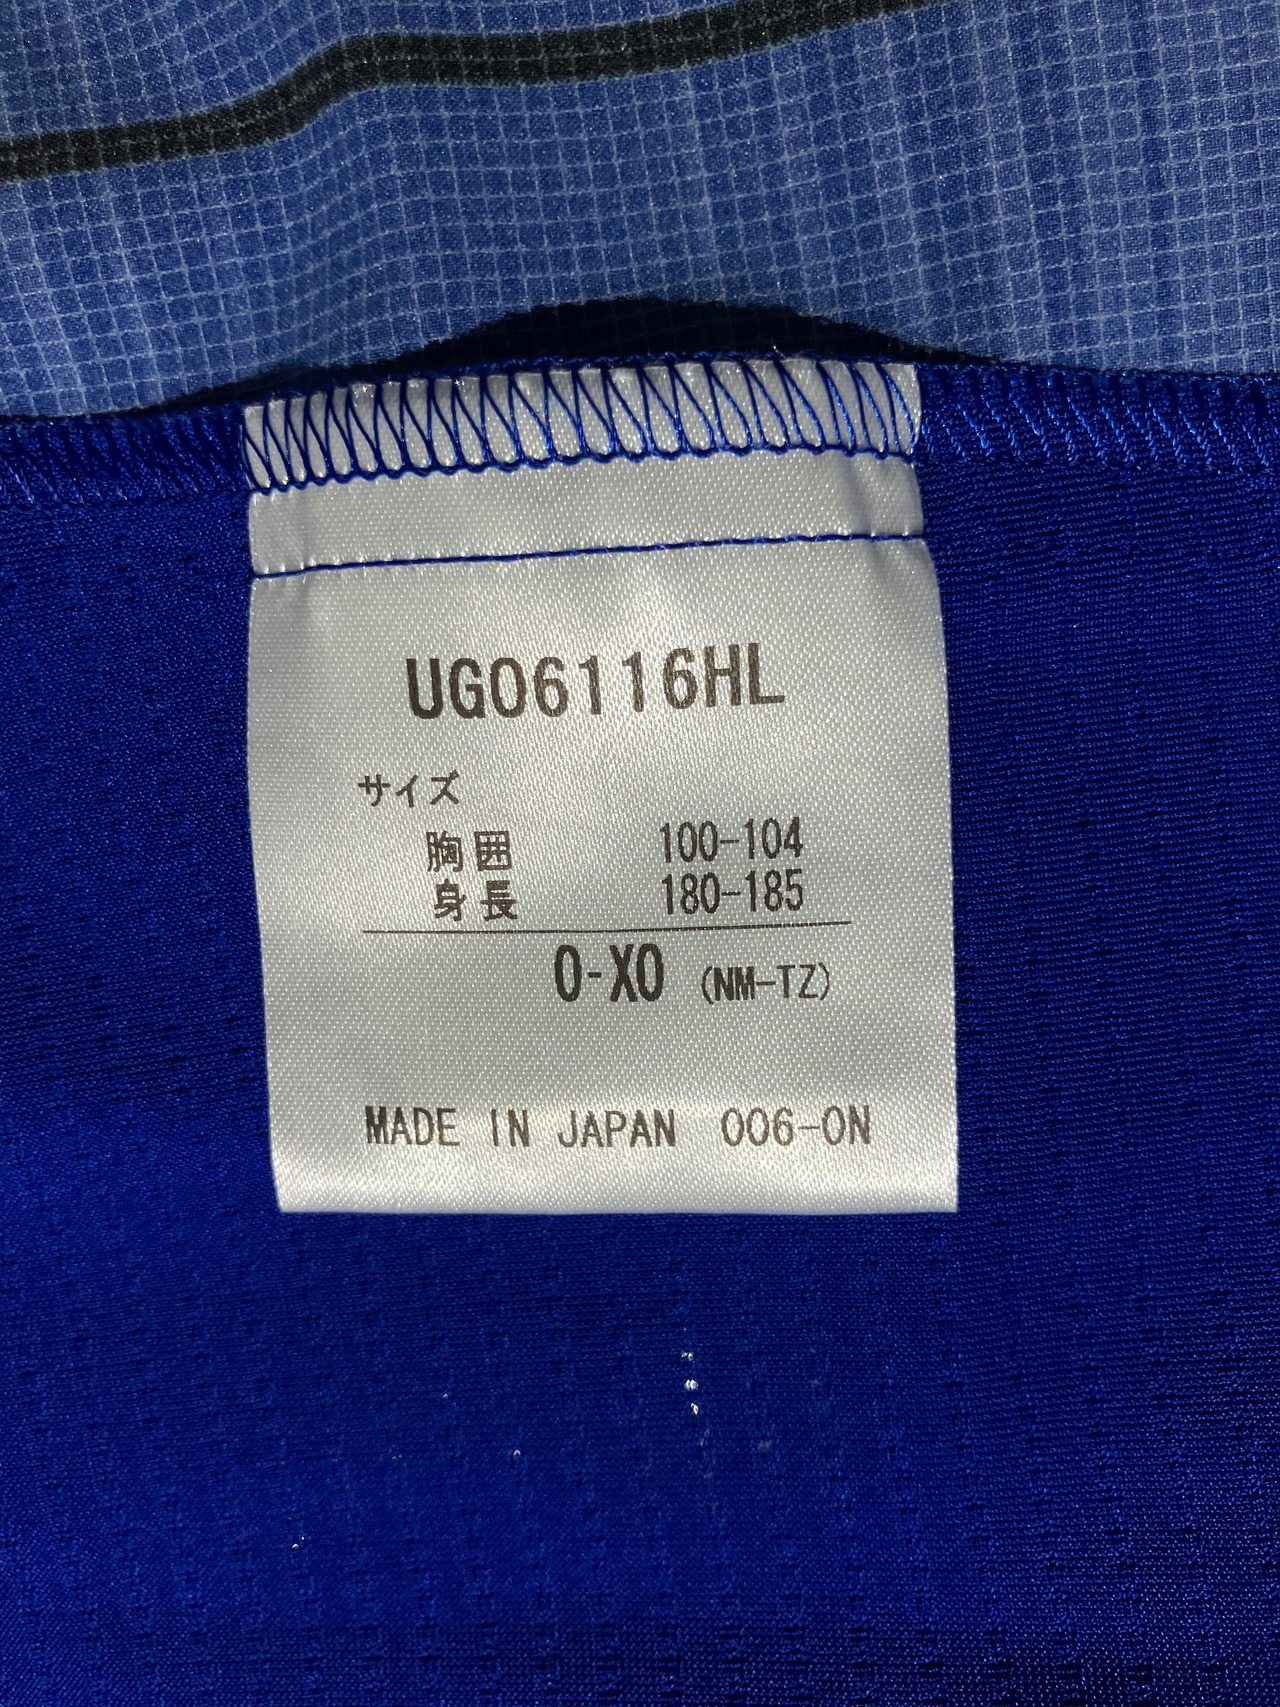 UG06116HL
サイズ
胸囲 100-104
身長 180-185
O-XO (NM-TZ)
MADE IN JAPAN 006-ON